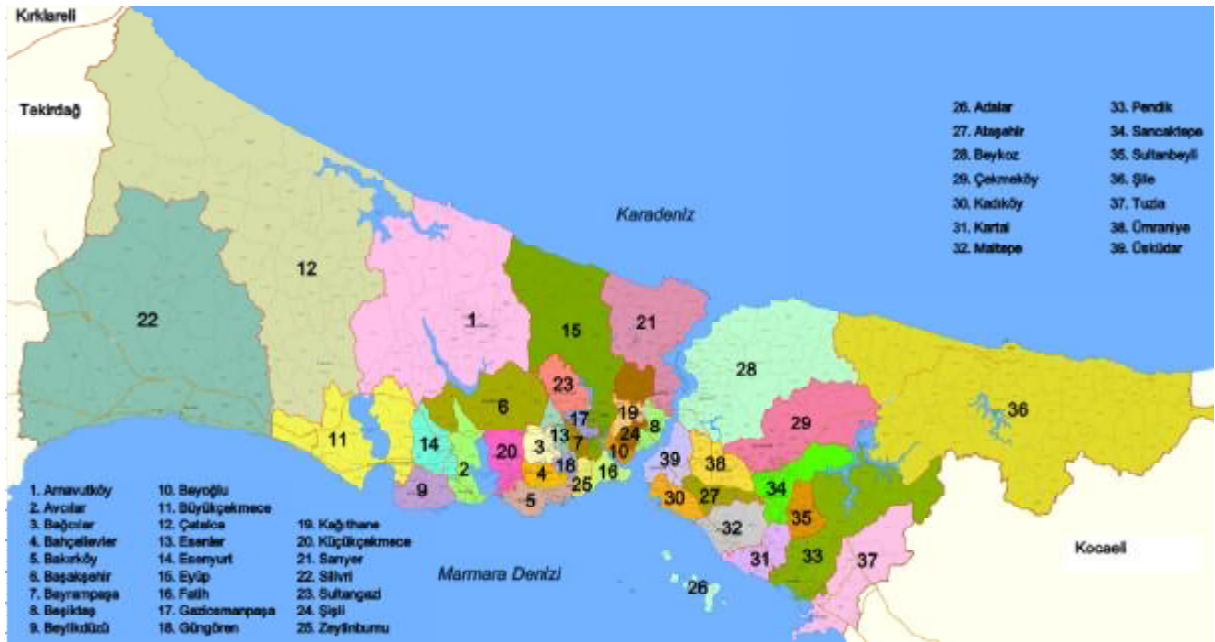 Kırklareli
Tekirdağ
Karadeniz
Marmara Denizi
Kocaeli
26. Adalar
27. Ataşehir
28. Beykoz
29. Çekmeköy
30. Kadıköy
31. Kartal
32. Maltepe
33. Pendik
34. Sancaktepe
35. Sultanbeyli
36. Şile
37. Tuzla
38. Ümraniye
39. Üsküdar
12
22
1
15
21
28
36
23
6
29
17
19
8
11
14
2
20
3
13
7
24
10
39
38
9
4
18
16
5
25
30
27
34
35
32
31
33
37
26
1. Arnavutköy
2. Avcılar
3. Bağcılar
4. Bahçelievler
5. Bakırköy
6. Başakşehir
7. Bayrampaşa
8. Beşiktaş
9. Beylikdüzü
10. Beyoğlu
11. Büyükçekmece
12. Çatalca
13. Esenler
14. Esenyurt
15. Eyüp
16. Fatih
17. Gaziosmanpaşa
18. Güngören
19. Kağıthane
20. Küçükçekmece
21. Sarıyer
22. Silivri
23. Sultangazi
24. Şişli
25. Zeytinburnu